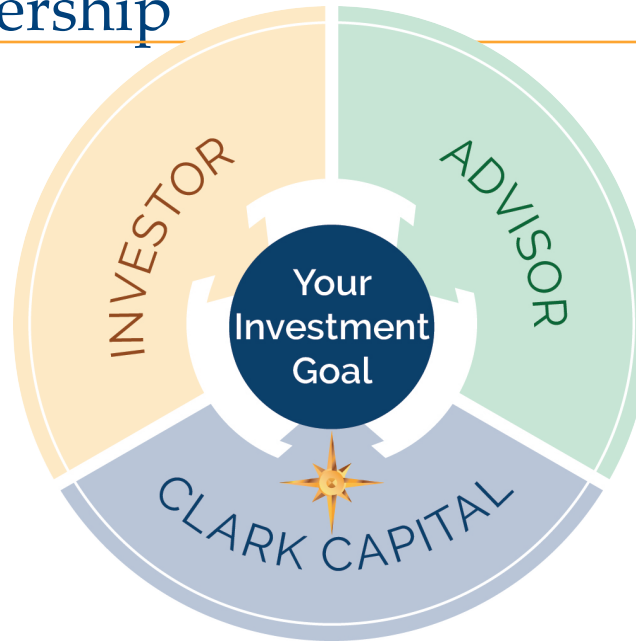 ership
INVESTOR
ADVISOR
Your
Investment
Goal
CLARK CAPITAL